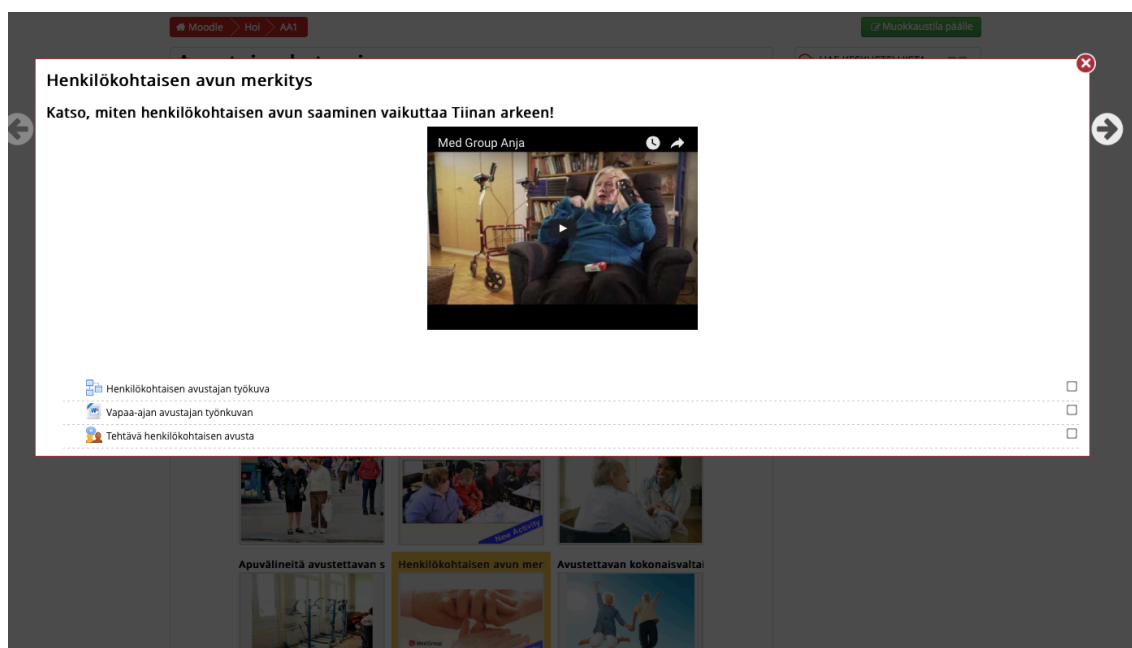 Moodle Hoi AA1
Muokkaustila päälle
Henkilökohtaisen avun merkitys
Katso, miten henkilökohtaisen avun saaminen vaikuttaa Tiinan arkeen!
Med Group Anja
Henkilökohtaisen avustajan työkuva
Vapaa-ajan avustajan työnkuvan
Tehtävä henkilökohtaisen avusta
New Activity
Apuvälineitä avustettavan s
Henkilökohtaisen avun mer
Avustettavan kokonaisvaltai
MedGroup